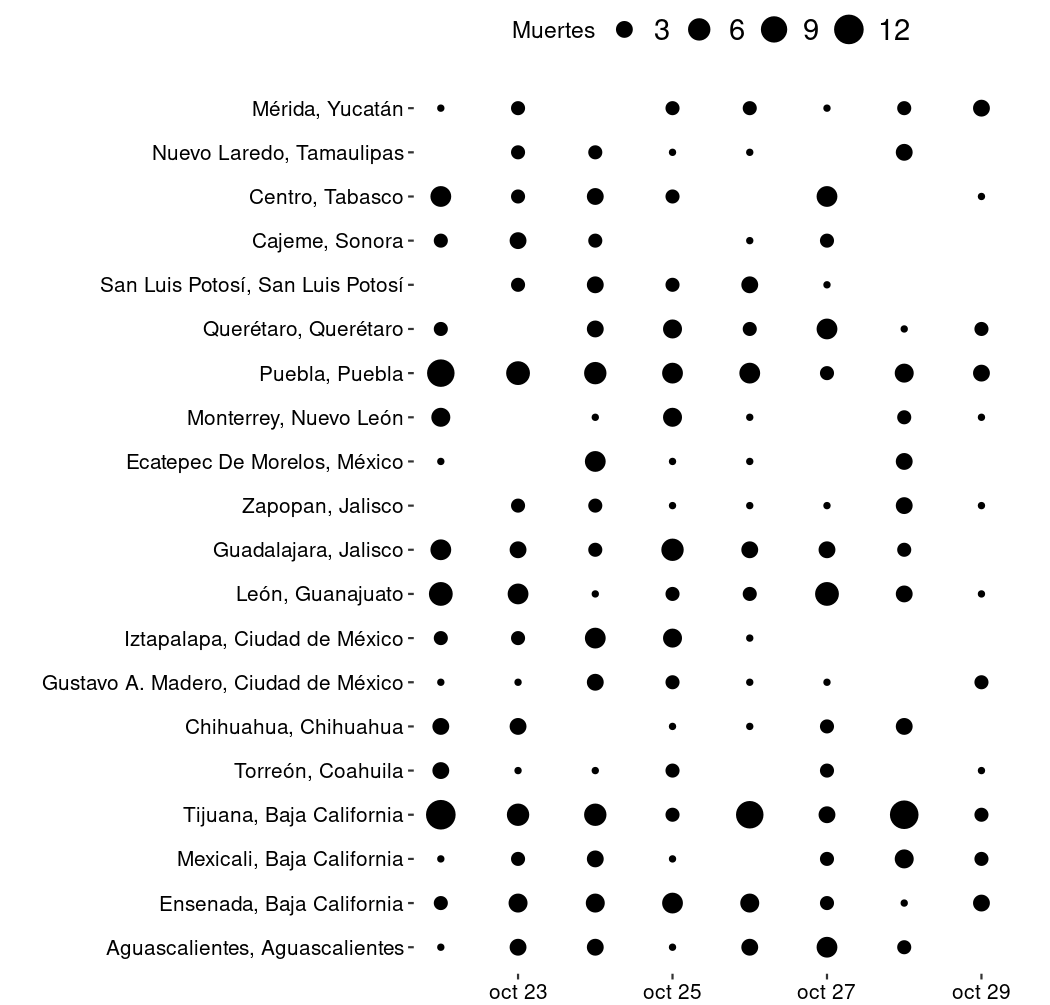 Muertes 3 6 9 12
Mérida, Yucatán
Nuevo Laredo, Tamaulipas
Centro, Tabasco
Cajeme, Sonora
San Luis Potosí, San Luis Potosí
Querétaro, Querétaro
Puebla, Puebla
Monterrey, Nuevo León
Ecatepec De Morelos, México
Zapopan, Jalisco
Guadalajara, Jalisco
León, Guanajuato
Iztapalapa, Ciudad de México
Gustavo A. Madero, Ciudad de México
Chihuahua, Chihuahua
Torreón, Coahuila
Tijuana, Baja California
Mexicali, Baja California
Ensenada, Baja California
Aguascalientes, Aguascalientes
oct 23 oct 25 oct 27 oct 29